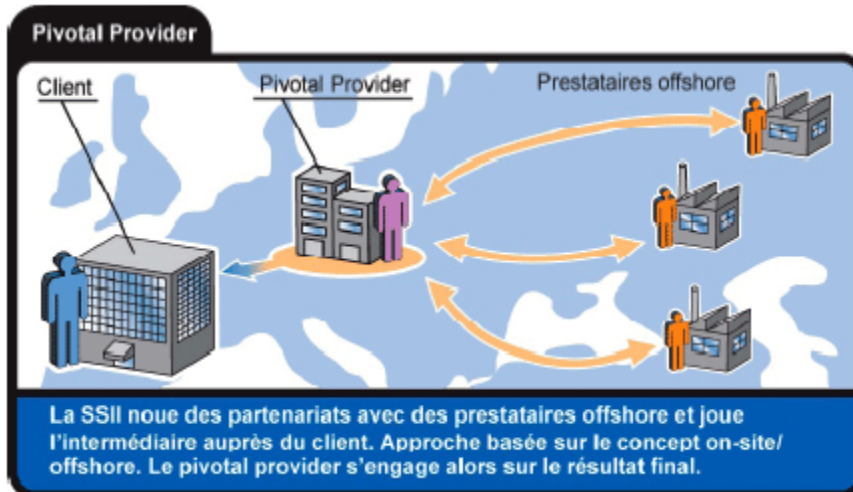 Pivotal Provider
Client
Pivotal Provider
Prestataires offshore
La SSII noue des partenariats avec des prestataires offshore et joue
l'intermédiaire auprès du client. Approche basée sur le concept on-site/
offshore. Le pivotal provider s'engage alors sur le résultat final.